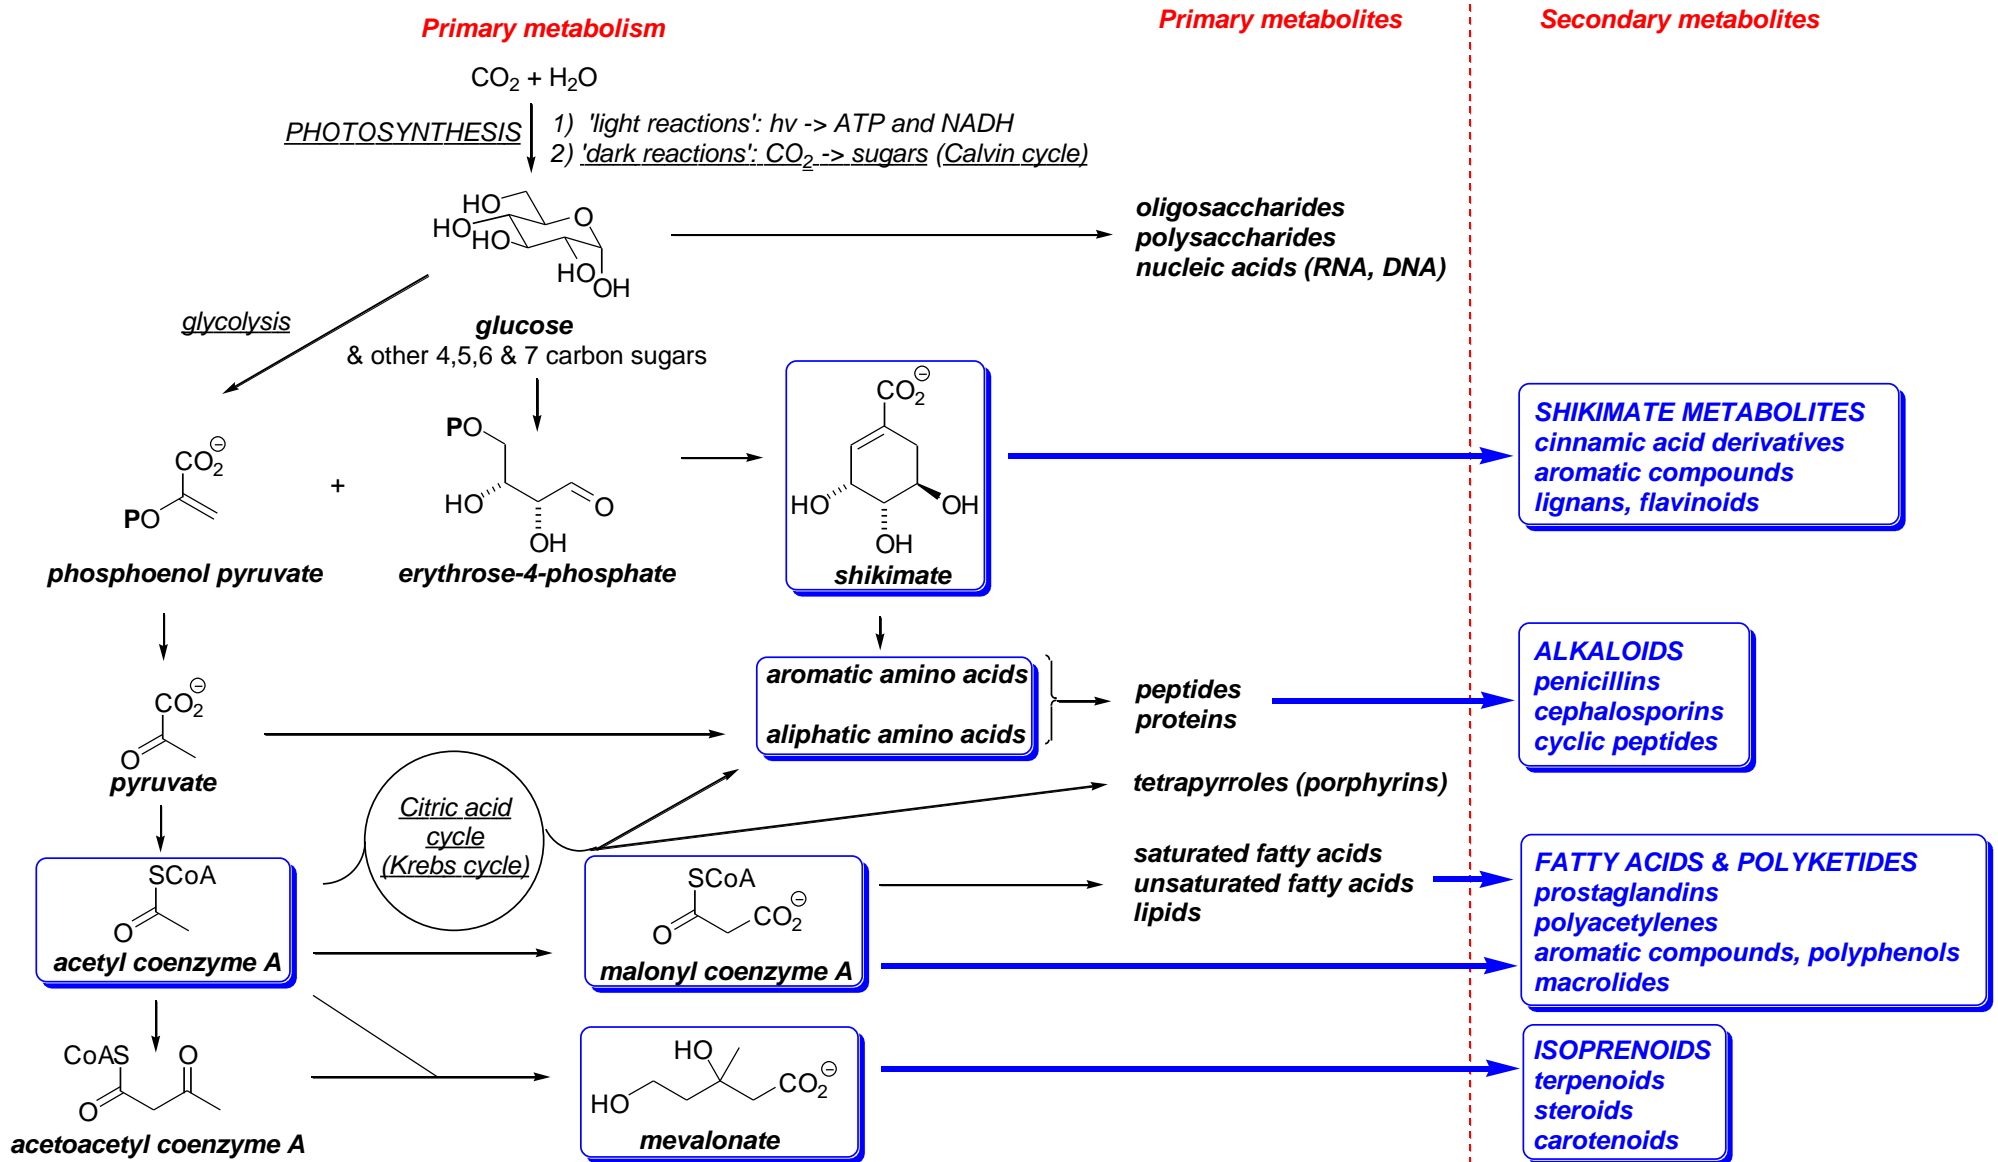 Primary metabolism
Primary metabolites
Secondary metabolites
CO2 + H2O
PHOTOSYNTHESIS
1) 'light reactions': hv -> ATP and NADH
2) 'dark reactions': CO2 -> sugars (Calvin cycle)
HO
O
HO
HO
HO
OH
oligosaccharides
polysaccharides
nucleic acids (RNA, DNA)
glycolysis
glucose
& other 4,5,6 & 7 carbon sugars
CO2 −
PO
phosphoenol pyruvate
+
PO
HO
O
OH
erythrose-4-phosphate
CO2 −
HO
OH
OH
shikimate
SHIKIMATE METABOLITES
cinnamic acid derivatives
aromatic compounds
lignans, flavinoids
aromatic amino acids
aliphatic amino acids
peptides
proteins
ALKALOIDS
penicillins
cephalosporins
cyclic peptides
CO2 −
O
pyruvate
Citric acid
cycle
(Krebs cycle)
tetrapyrroles (porphyrins)
SCoA
O
acetyl coenzyme A
SCoA
CO2 −
O
malonyl coenzyme A
saturated fatty acids
unsaturated fatty acids
lipids
FATTY ACIDS & POLYKETIDES
prostaglandins
polyacetylenes
aromatic compounds, polyphenols
macrolides
CoAS
O
O
acetoacetyl coenzyme A
HO
CO2 −
HO
mevalonate
ISOPRENOIDS
terpenoids
steroids
carotenoids